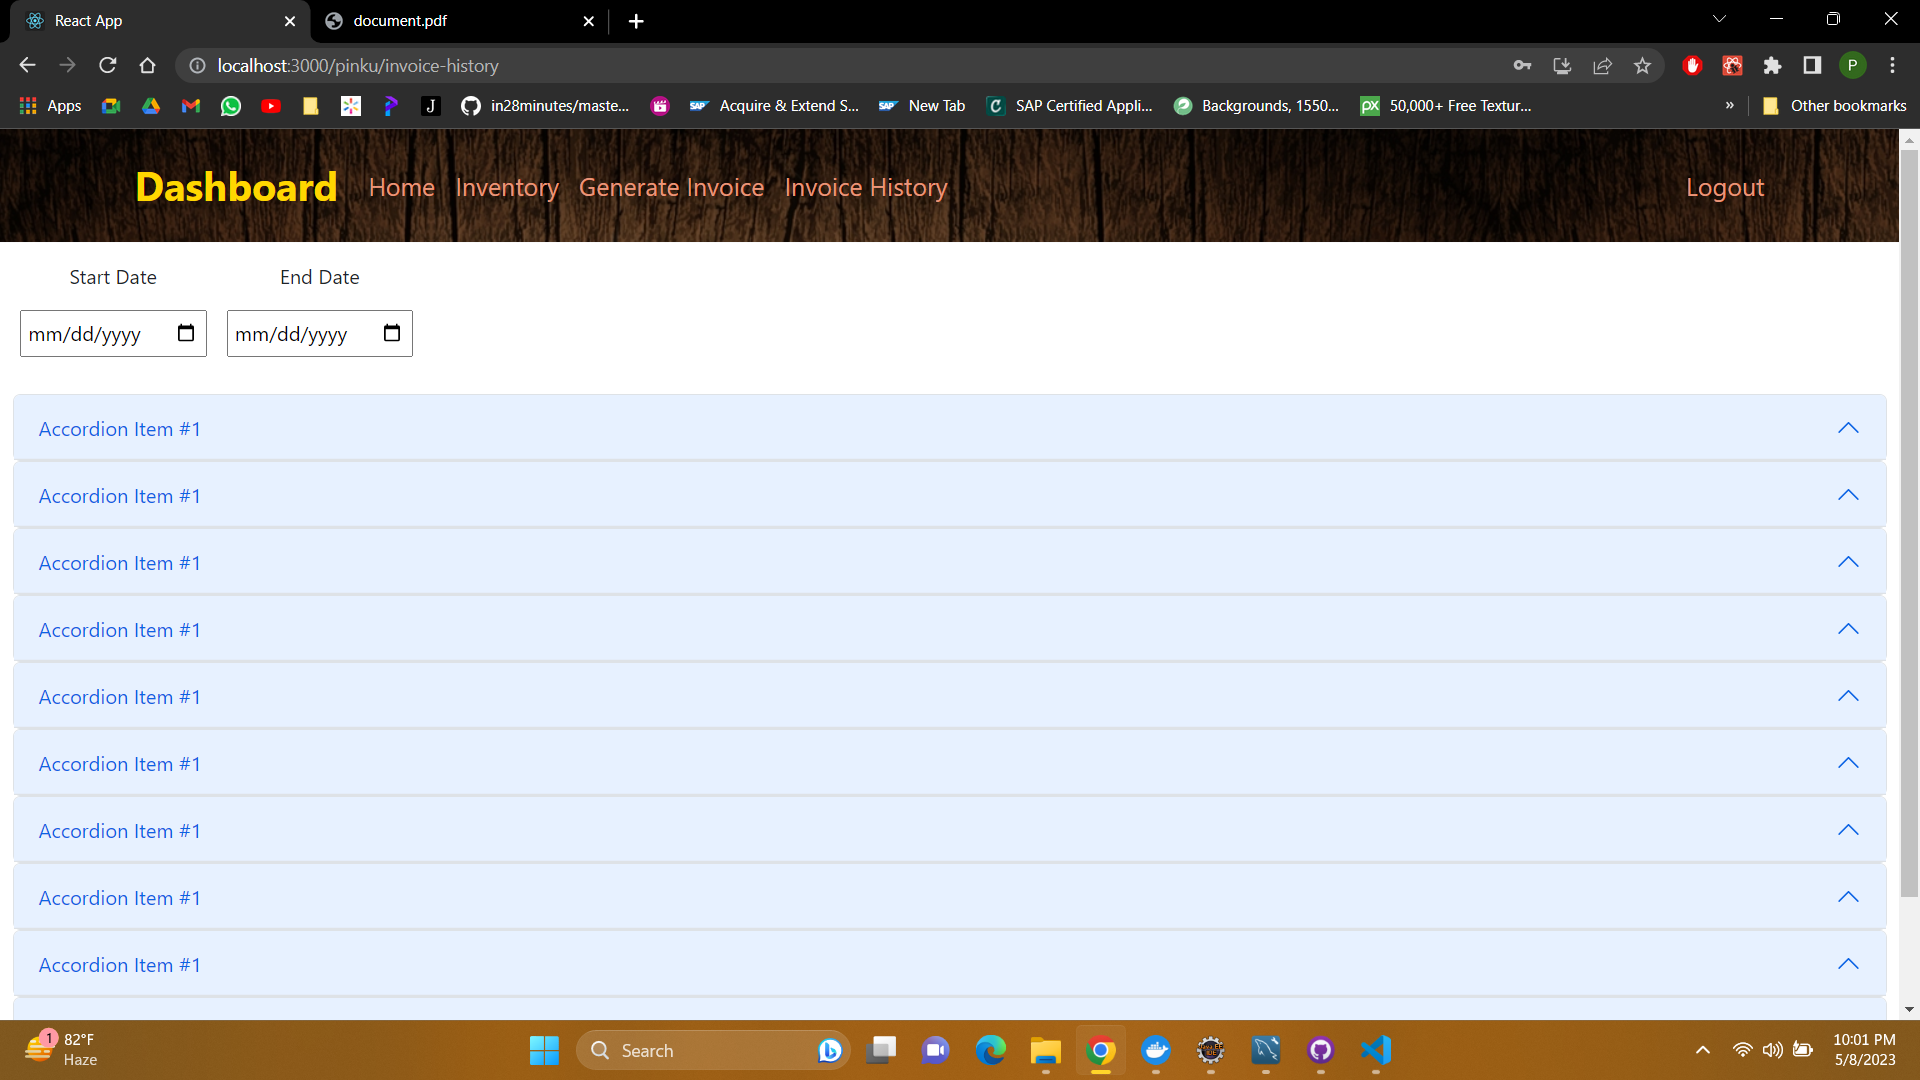 React App
document.pdf
localhost:3000/pinku/invoice-history
P
Apps
J
in28minutes/maste...
SAP
Acquire & Extend S...
SAP
New Tab
C
SAP Certified Appli...
Backgrounds, 1550...
px
50,000+ Free Textur...
»
Other bookmarks
Dashboard
Home
Inventory
Generate Invoice
Invoice History
Logout
Start Date
End Date
mm/dd/yyyy
mm/dd/yyyy
Accordion Item #1
Accordion Item #1
Accordion Item #1
Accordion Item #1
Accordion Item #1
Accordion Item #1
Accordion Item #1
Accordion Item #1
Accordion Item #1
1
82°F
Haze
Search
b
10:01 PM
5/8/2023